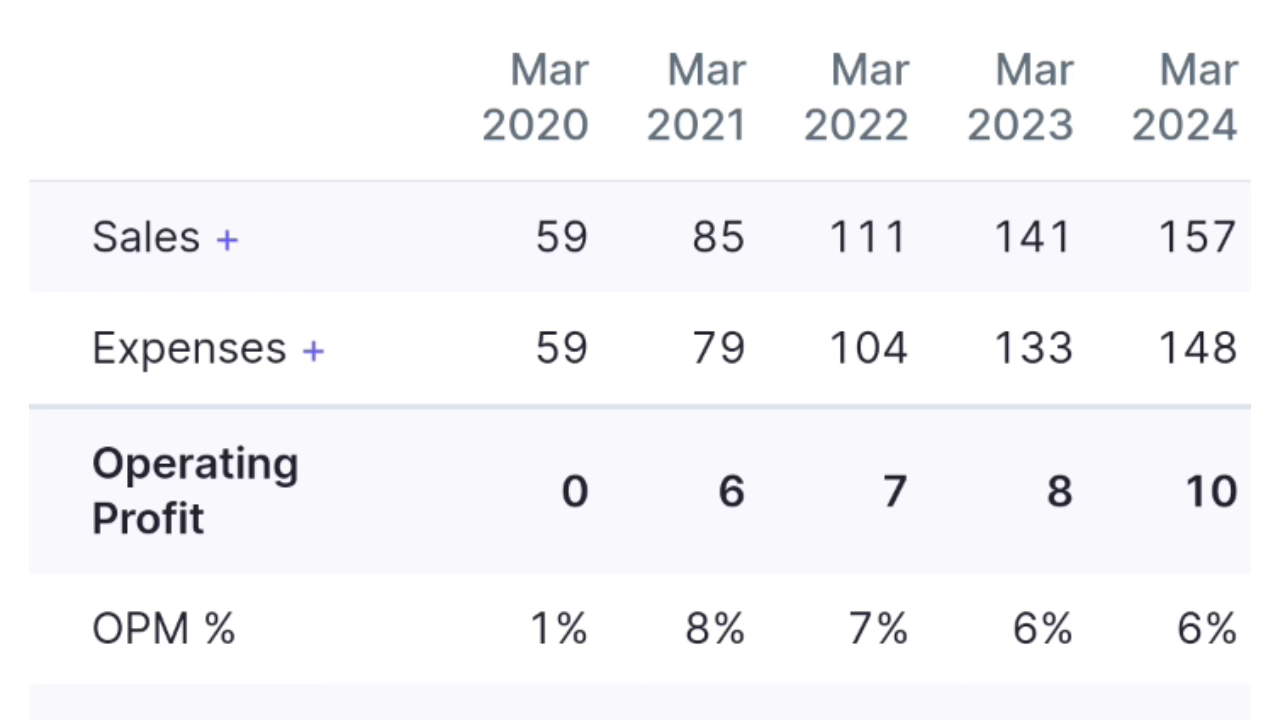 Mar Mar Mar Mar Mar
2020 2021 2022 2023 2024
Sales + 59 85 111 141 157
Expenses + 59 79 104 133 148
Operating
Profit 0 6 7 8 10
OPM % 1% 8% 7% 6% 6%